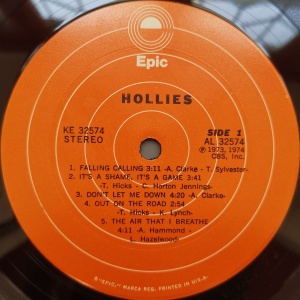 Epic
HOLLIES
KE 32574
STEREO
SIDE 1
AL 32574
℗ 1973, 1974
CBS, Inc.
1. FALLING CALLING 3:11 -A. Clarke - T. Sylvester-
2. IT'S A SHAME, IT'S A GAME 3:41
-T. Hicks - C. Horton Jennings-
3. DON'T LET ME DOWN 4:20 -A. Clarke-
4. OUT ON THE ROAD 2:54
-T. Hicks - K. Lynch-
5. THE AIR THAT I BREATHE
4:11 -A. Hammond -
L. Hazelwood-
®"EPIC," MARCA REG. PRINTED IN U.S.A.